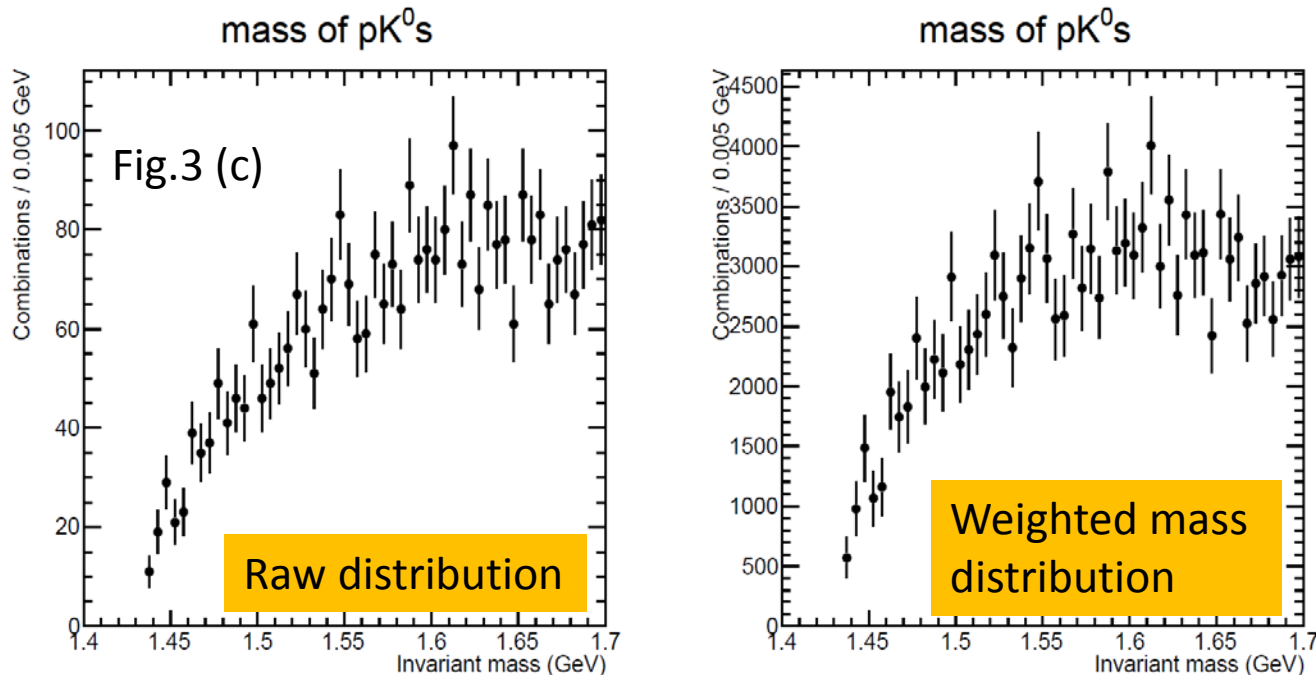 mass of pK⁰s
Combinations / 0.005 GeV
100
80
60
40
20
0
Fig.3 (c)
Raw distribution
1.4 1.45 1.5 1.55 1.6 1.65 1.7
Invariant mass (GeV)
mass of pK⁰s
Combinations / 0.005 GeV
4500
4000
3500
3000
2500
2000
1500
1000
500
0
Weighted mass
distribution
1.4 1.45 1.5 1.55 1.6 1.65 1.7
Invariant mass (GeV)